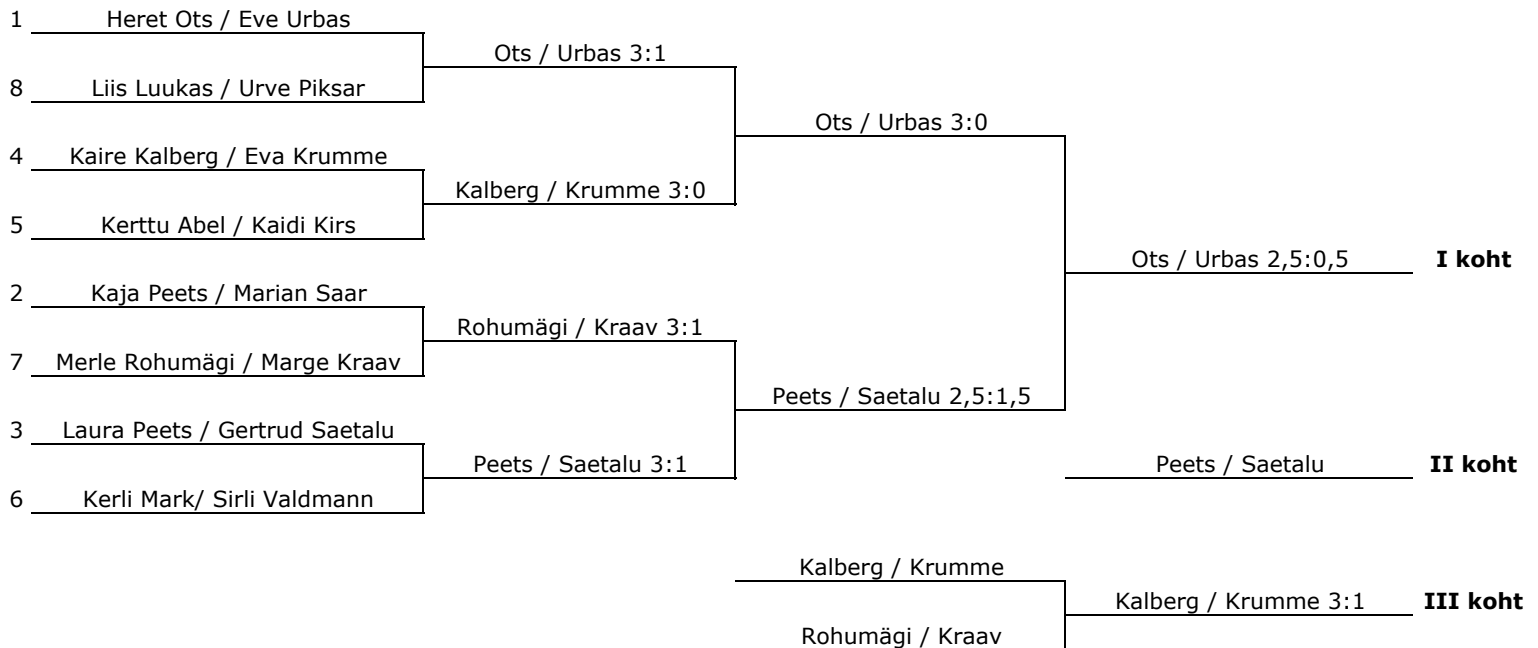 1 Heret Ots / Eve Urbas
Ots / Urbas 3:1
8 Liis Luukas / Urve Piksar
Ots / Urbas 3:0
4 Kaire Kalberg / Eva Krumme
Kalberg / Krumme 3:0
5 Kerttu Abel / Kaidi Kirs
Ots / Urbas 2,5:0,5 I koht
2 Kaja Peets / Marian Saar
Rohumägi / Kraav 3:1
7 Merle Rohumägi / Marge Kraav
Peets / Saetalu 2,5:1,5
3 Laura Peets / Gertrud Saetalu
Peets / Saetalu 3:1
Peets / Saetalu II koht
6 Kerli Mark/ Sirli Valdmann
Kalberg / Krumme
Kalberg / Krumme 3:1 III koht
Rohumägi / Kraav